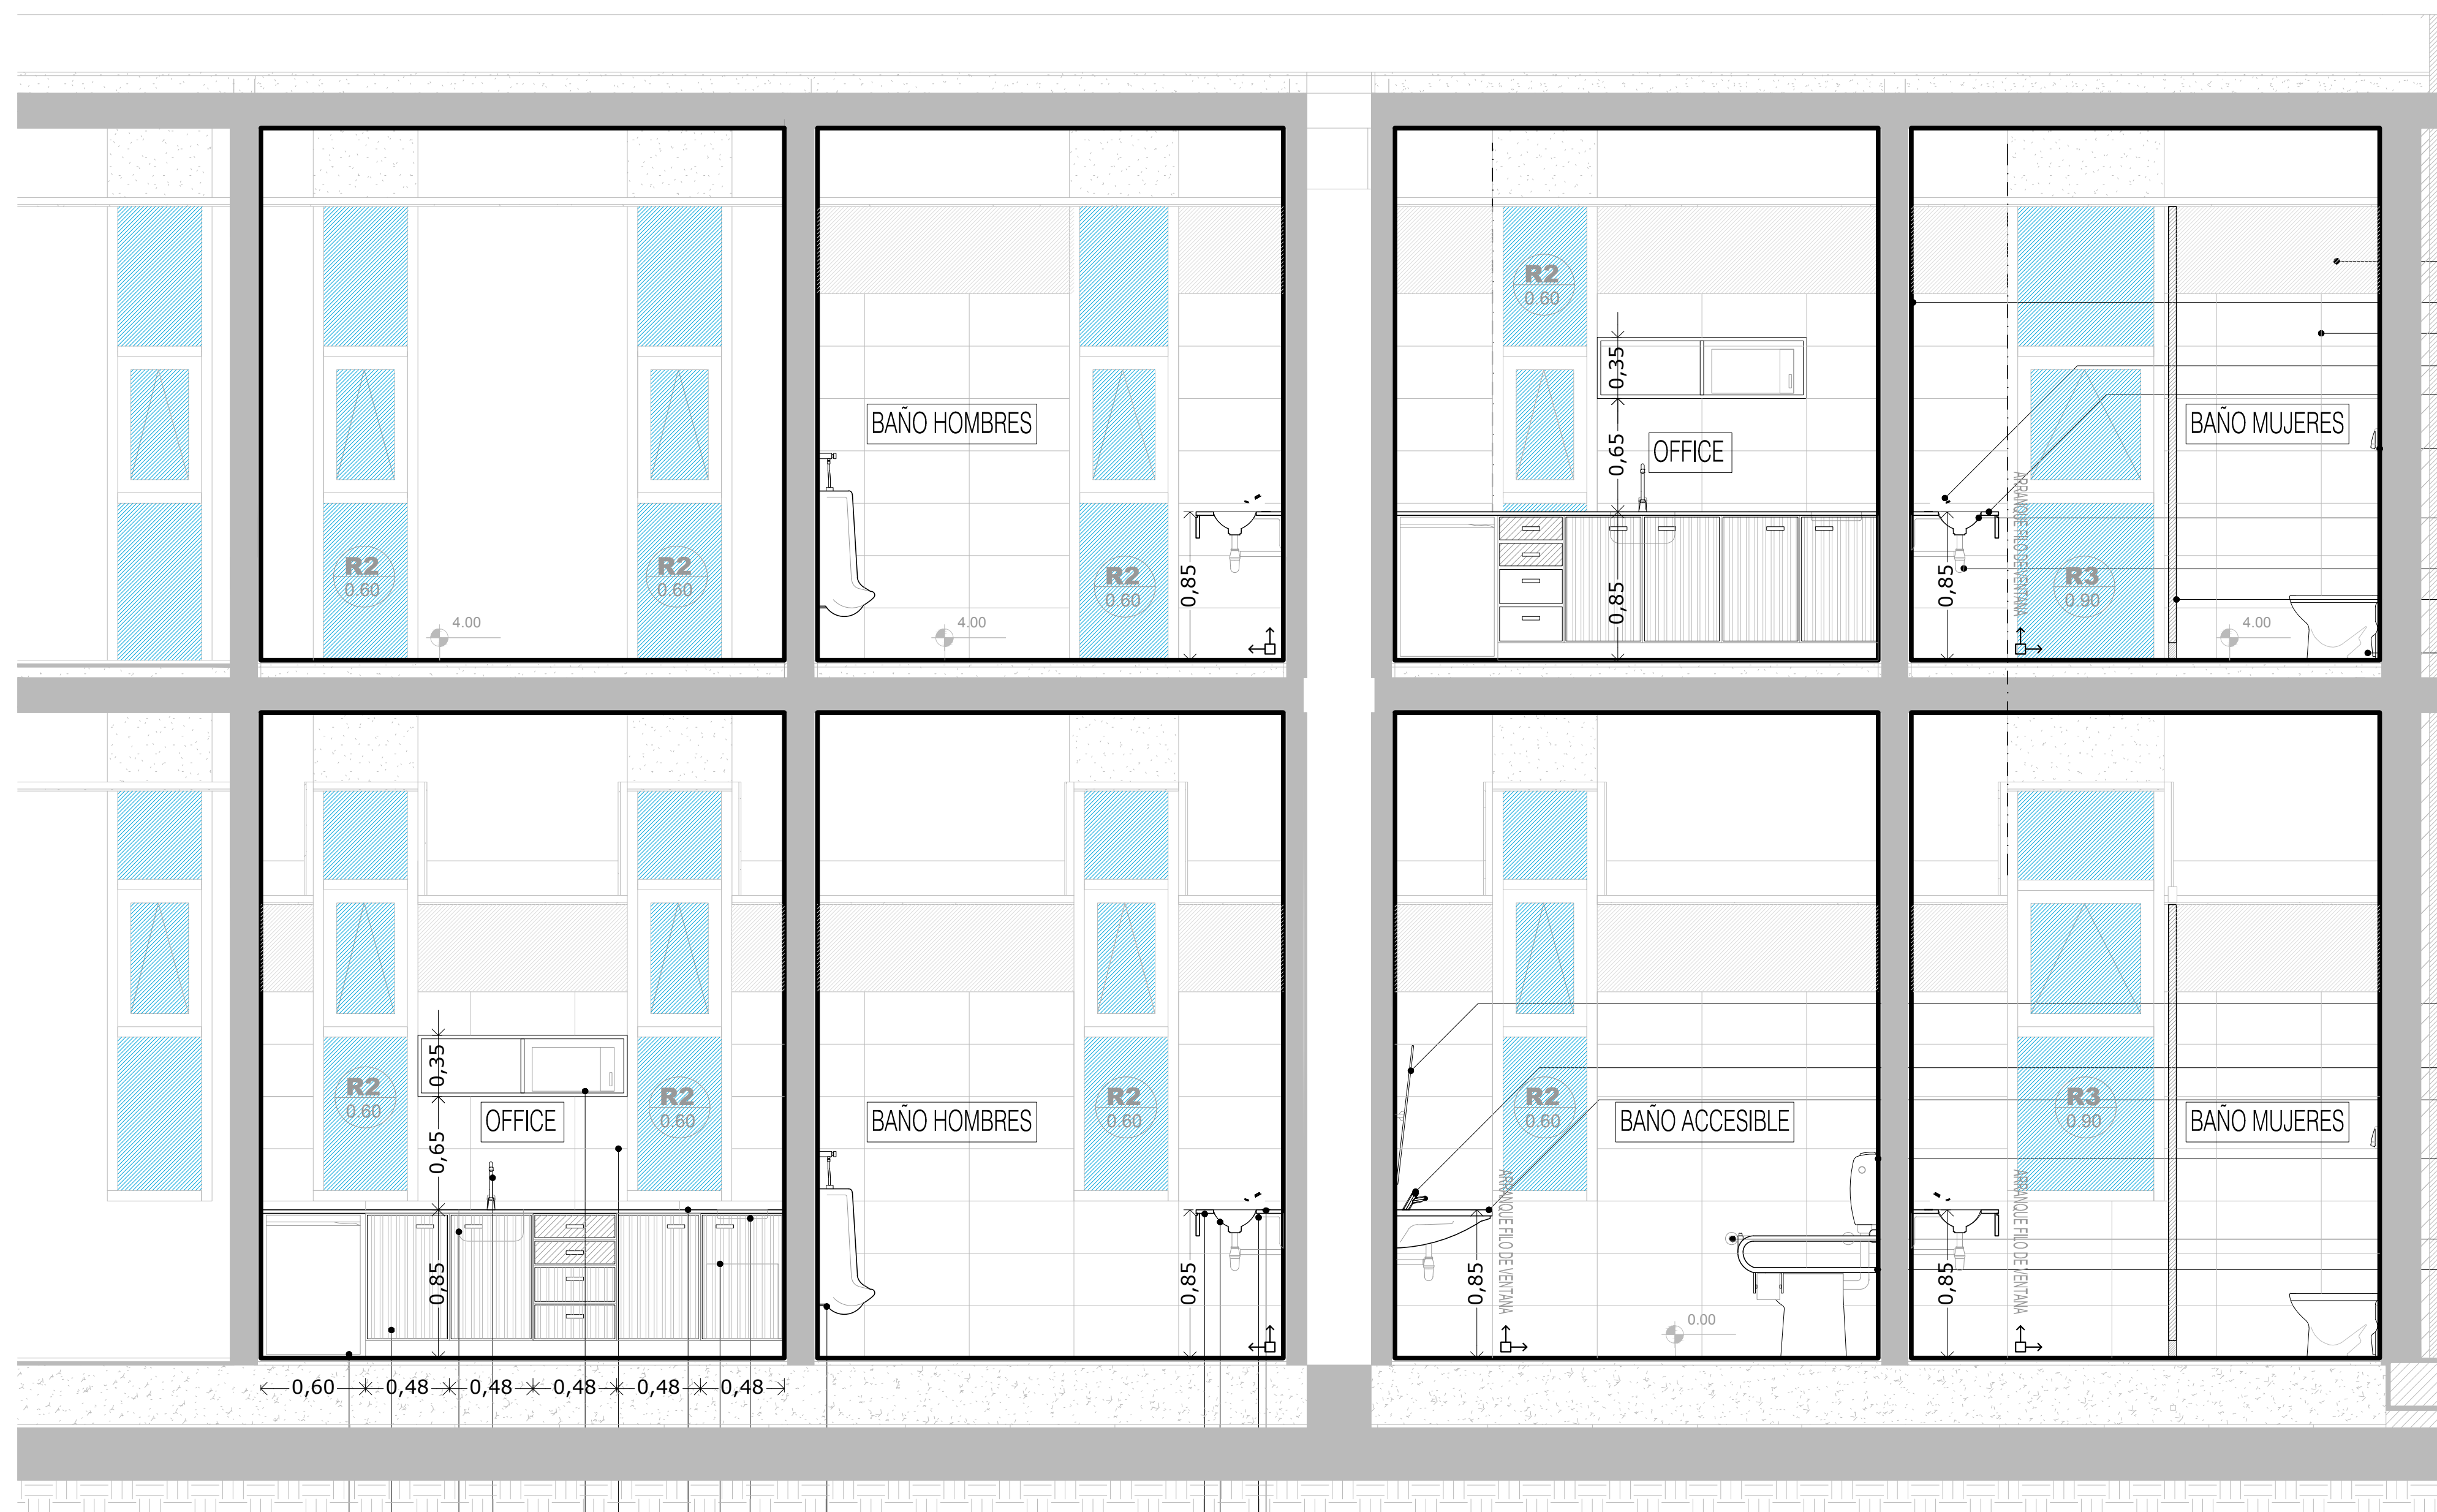 R2
0.60
R2
0.60
4.00
BAÑO HOMBRES
R2
0.60
4.00
0,85
R2
0.60
0,35
0,65
0,85
OFFICE
BAÑO MUJERES
ARRANQUE FILO DE VENTANA
R3
0.90
0,85
4.00
R2
0.60
0,35
0,65
0,85
OFFICE
R2
0.60
BAÑO HOMBRES
R2
0.60
0,85
R2
0.60
BAÑO ACCESIBLE
ARRANQUE FILO DE VENTANA
0,85
0.00
R3
0.90
BAÑO MUJERES
ARRANQUE FILO DE VENTANA
0,85
0,60 0,48 0,48 0,48 0,48 0,48